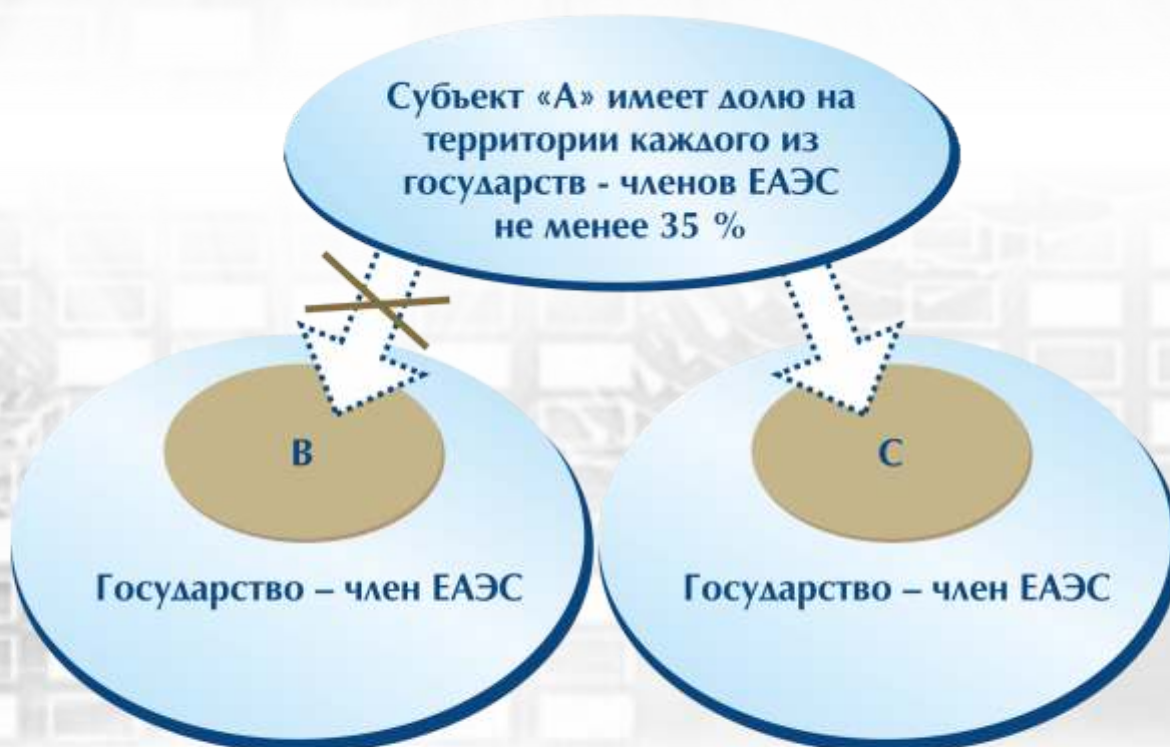 Субъект «А» имеет долю на
территории каждого из
государств - членов ЕАЭС
не менее 35 %
В
Государство – член ЕАЭС
С
Государство – член ЕАЭС